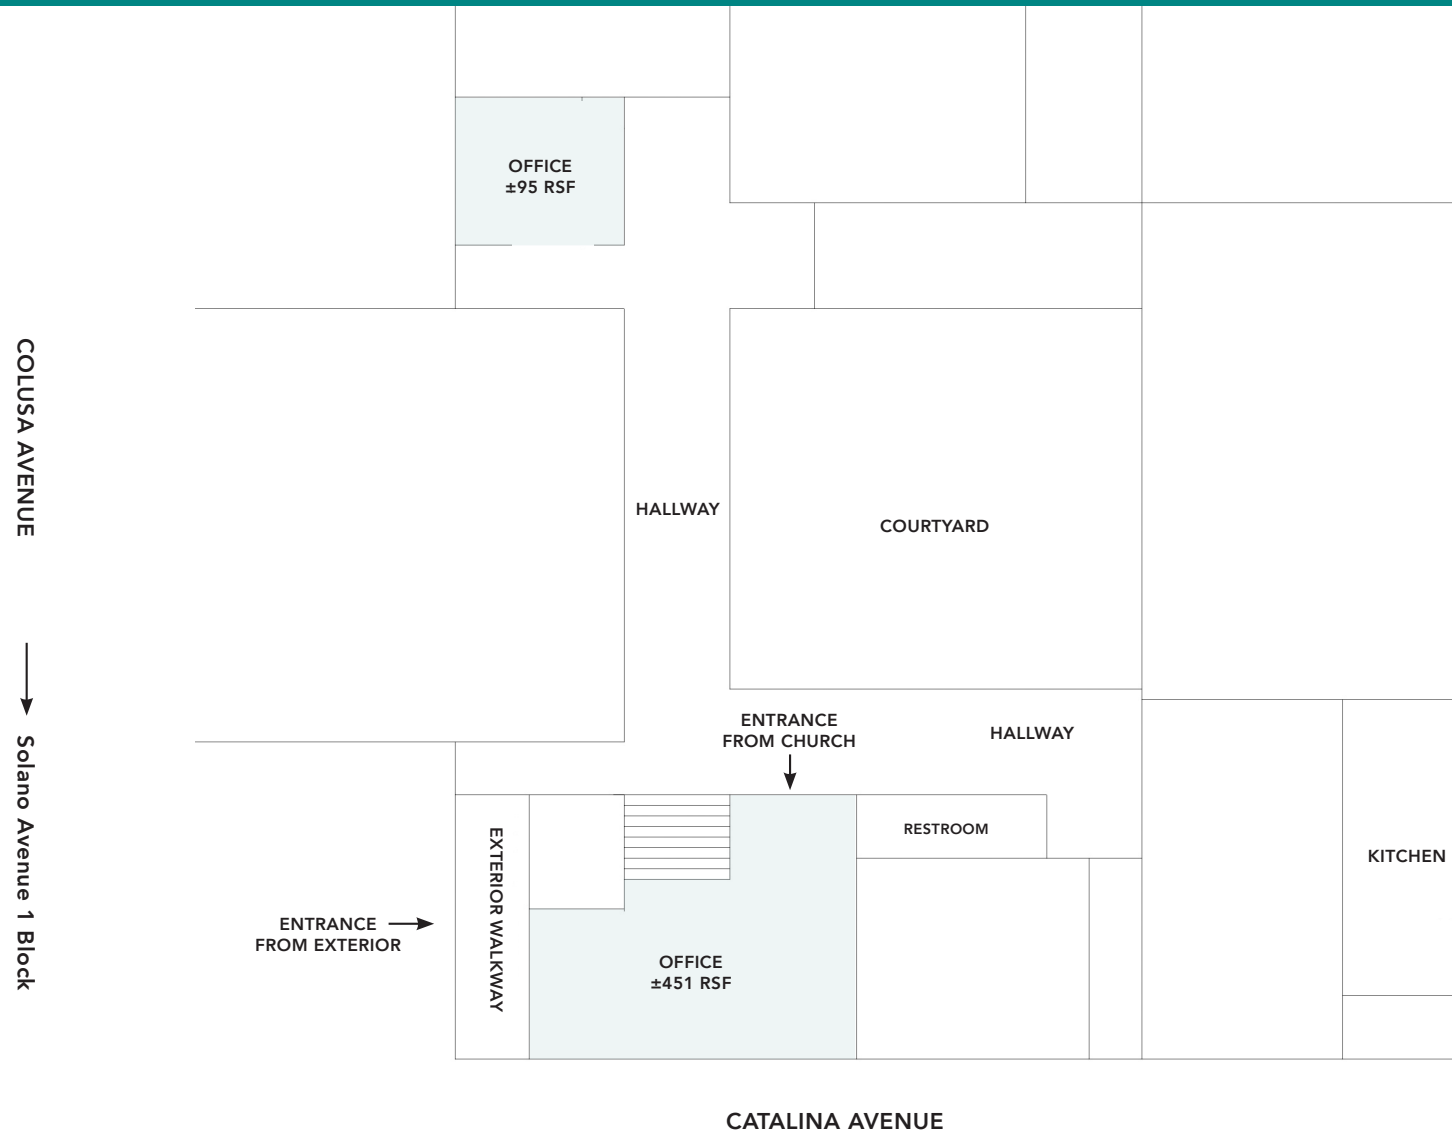 OFFICE
±95 RSF
COLUSA AVENUE
HALLWAY
COURTYARD
ENTRANCE
FROM CHURCH
HALLWAY
Solano Avenue 1 Block
EXTERIOR WALKWAY
RESTROOM
KITCHEN
ENTRANCE
FROM EXTERIOR
OFFICE
±451 RSF
CATALINA AVENUE